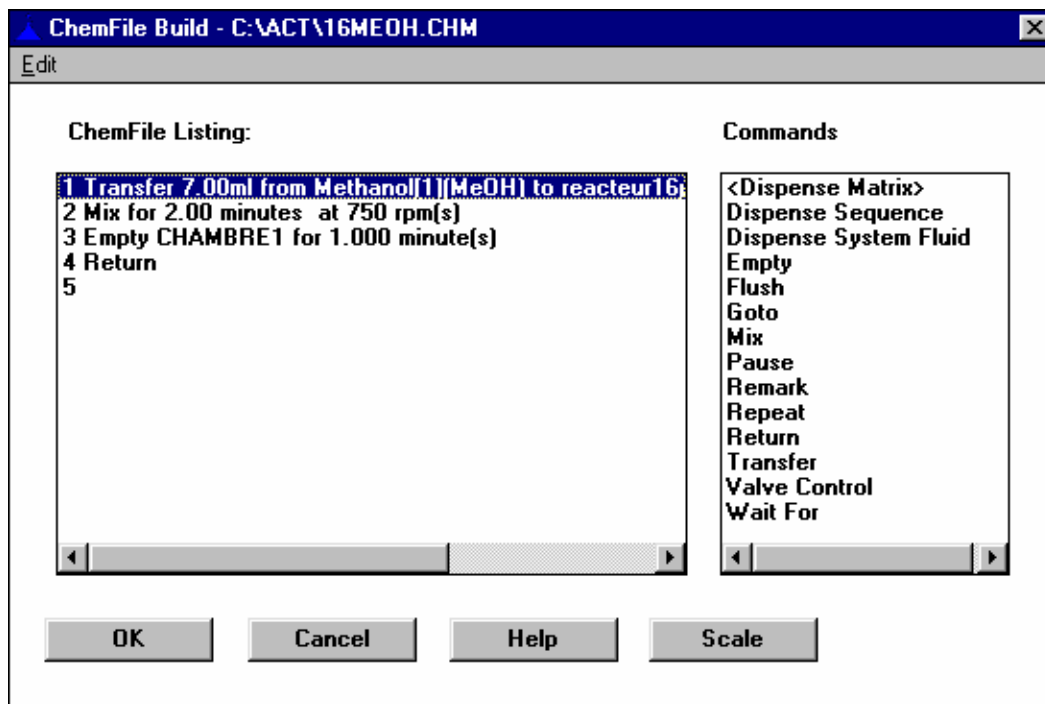 ChemFile Build - C:\ACT\16MEOH.CHM
Edit
ChemFile Listing:
Commands
1 Transfer 7.00ml from Methanol[1](MeOH) to reacteur16
2 Mix for 2.00 minutes at 750 rpm(s)
3 Empty CHAMBRE1 for 1.000 minute(s)
4 Return
5
<Dispense Matrix>
Dispense Sequence
Dispense System Fluid
Empty
Flush
Goto
Mix
Pause
Remark
Repeat
Return
Transfer
Valve Control
Wait For
OK
Cancel
Help
Scale